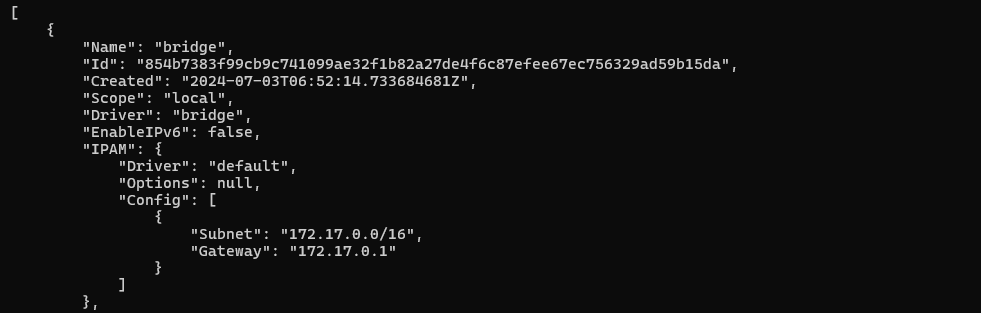 [
    {
        "Name": "bridge",
        "Id": "854b7383f99cb9c741099ae32f1b82a27de4f6c87efee67ec756329ad59b15da",
        "Created": "2024-07-03T06:52:14.733684681Z",
        "Scope": "local",
        "Driver": "bridge",
        "EnableIPv6": false,
        "IPAM": {
            "Driver": "default",
            "Options": null,
            "Config": [
                {
                    "Subnet": "172.17.0.0/16",
                    "Gateway": "172.17.0.1"
                }
            ]
        },